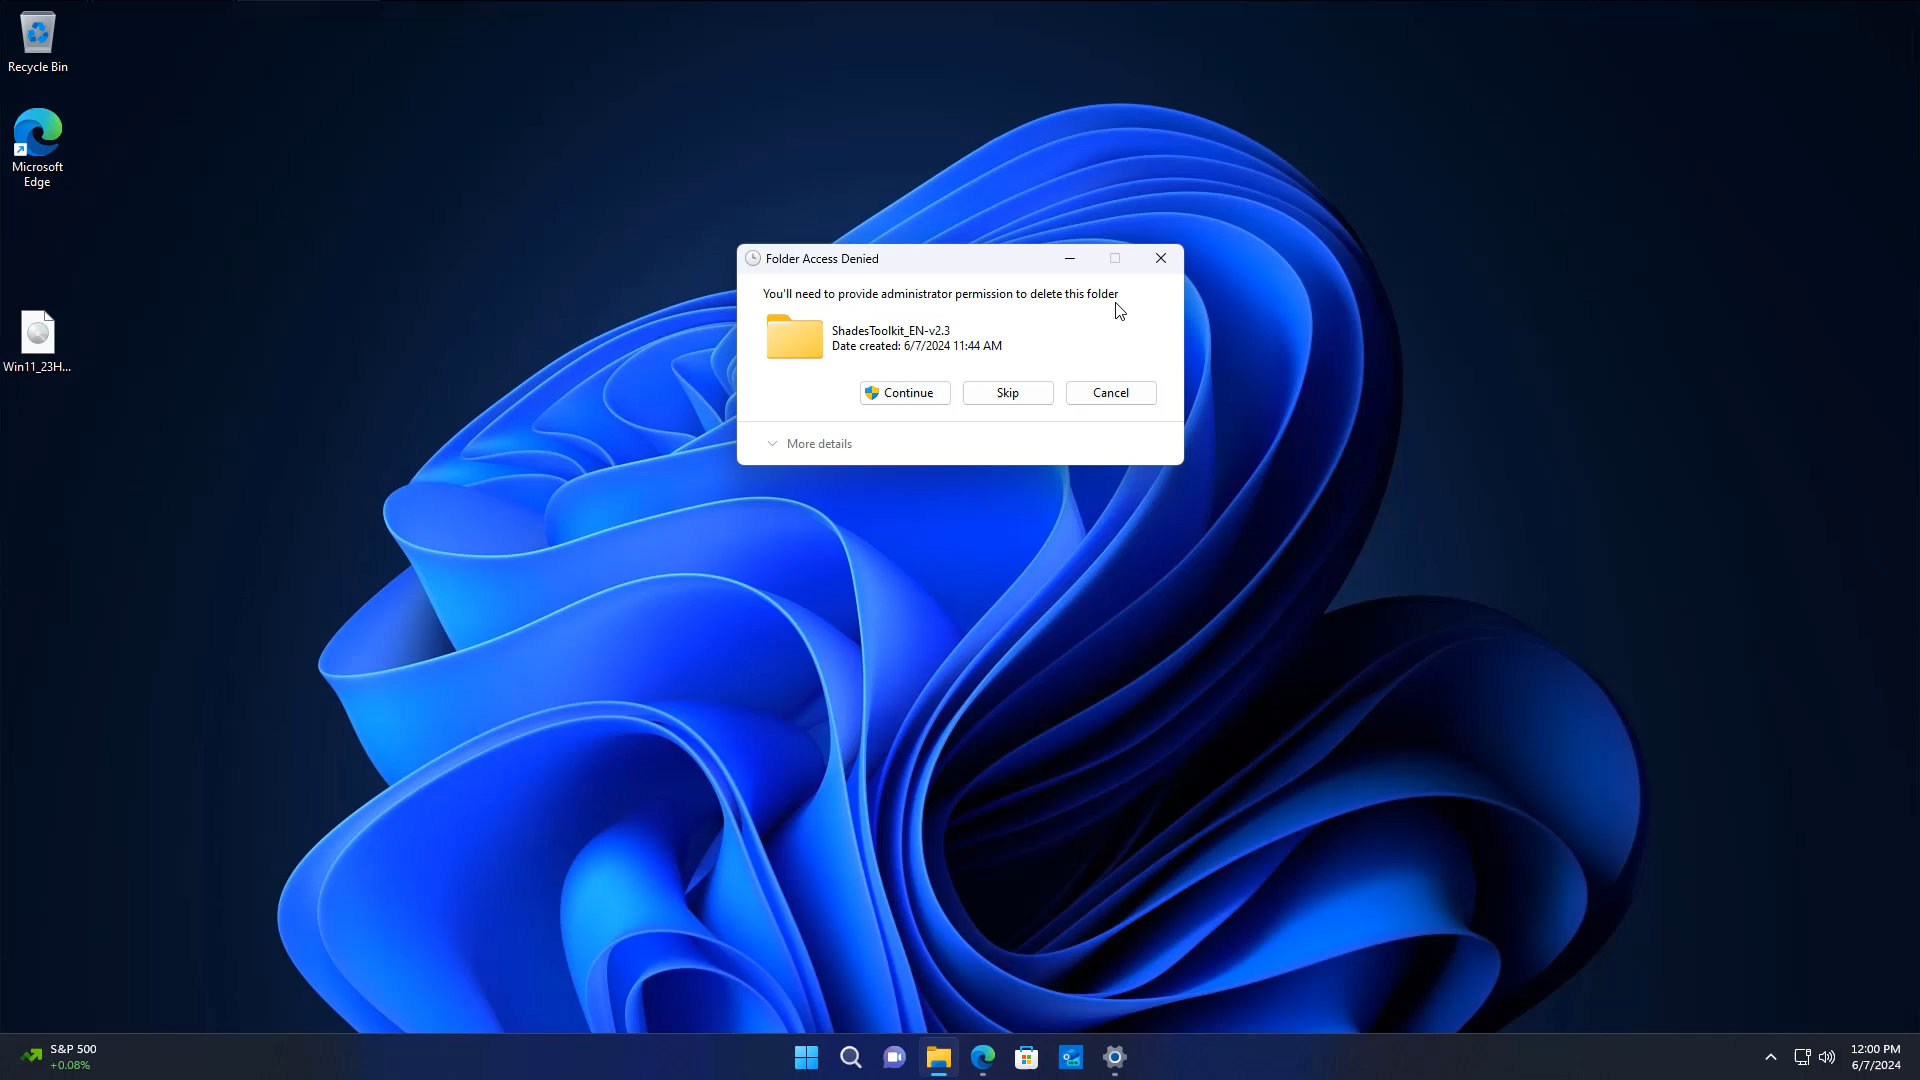 Recycle Bin
Microsoft
Edge
Win11_23H...
Folder Access Denied
You'll need to provide administrator permission to delete this folder
ShadesToolkit_EN-v2.3
Date created: 6/7/2024 11:44 AM
Continue
Skip
Cancel
More details
S&P 500
+0.08%
12:00 PM
6/7/2024